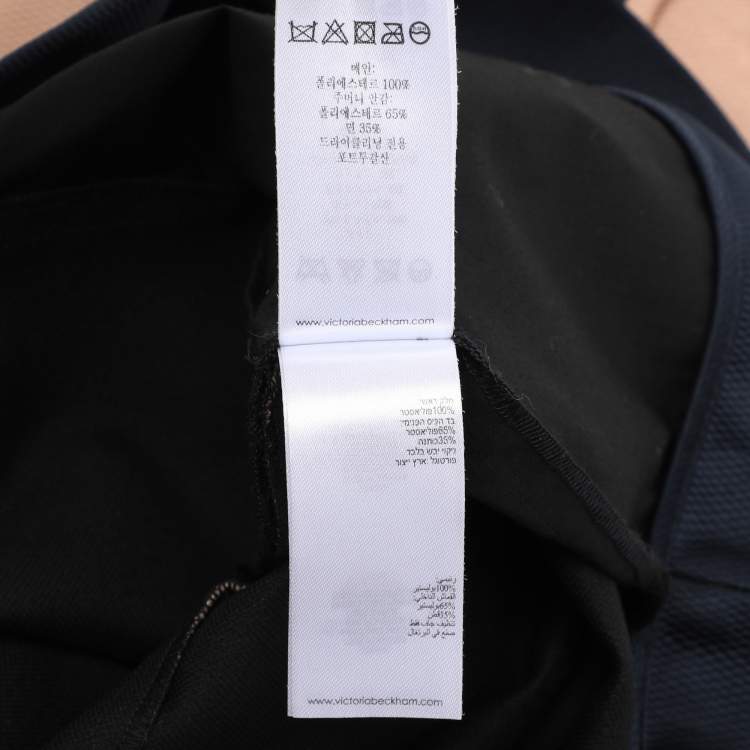 메인:
폴리에스테르 100%
주머니 안감:
폴리에스테르 65%
면 35%
드라이클리닝 전용
포르투갈산
www.victoriabeckham.com
חלק ראשי
100%פוליאסטר
בד הכיס הפנימי:
65%פוליאסטר
35%כותנה
ניקוי יבש בלבד
פורטוגל :ארץ ייצור
رئيسي:
100%بوليستير
القماش الداخلي:
65%بوليستير
35%قطن
تنظيف جاف فقط
صنع في البرتغال
www.victoriabeckham.com